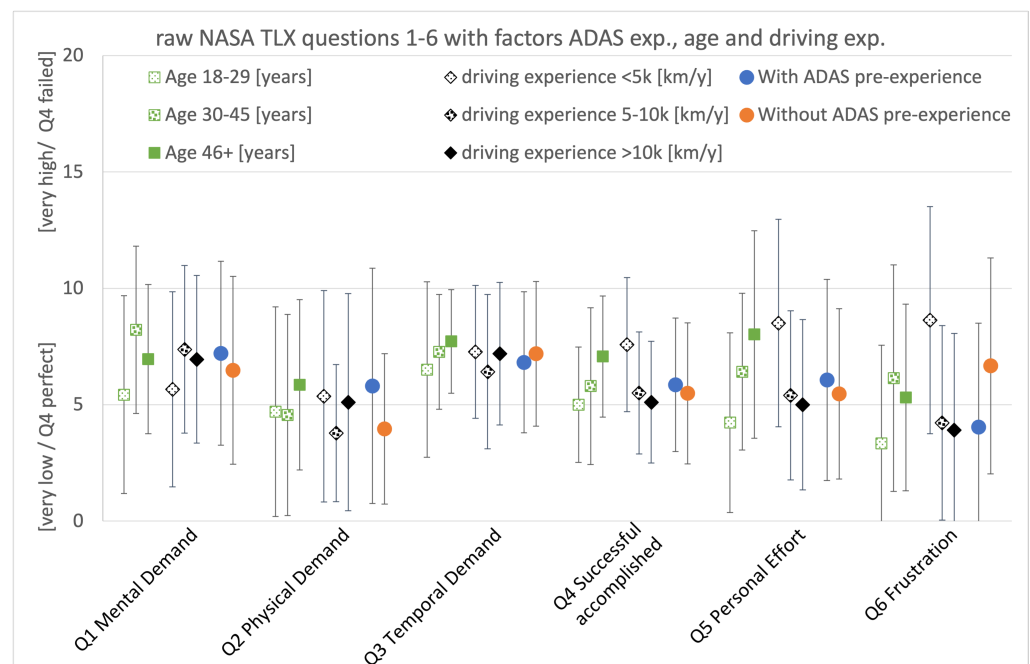 raw NASA TLX questions 1-6 with factors ADAS exp., age and driving exp.
20
15
10
5
0
[very high/ Q4 failed]
[very low / Q4 perfect]
Age 18-29 [years]
driving experience <5k [km/y]
With ADAS pre-experience
Age 30-45 [years]
driving experience 5-10k [km/y]
Without ADAS pre-experience
Age 46+ [years]
driving experience >10k [km/y]
Q1 Mental Demand
Q2 Physical Demand
Q3 Temporal Demand
Q4 Successful
accomplished
Q5 Personal Effort
Q6 Frustration